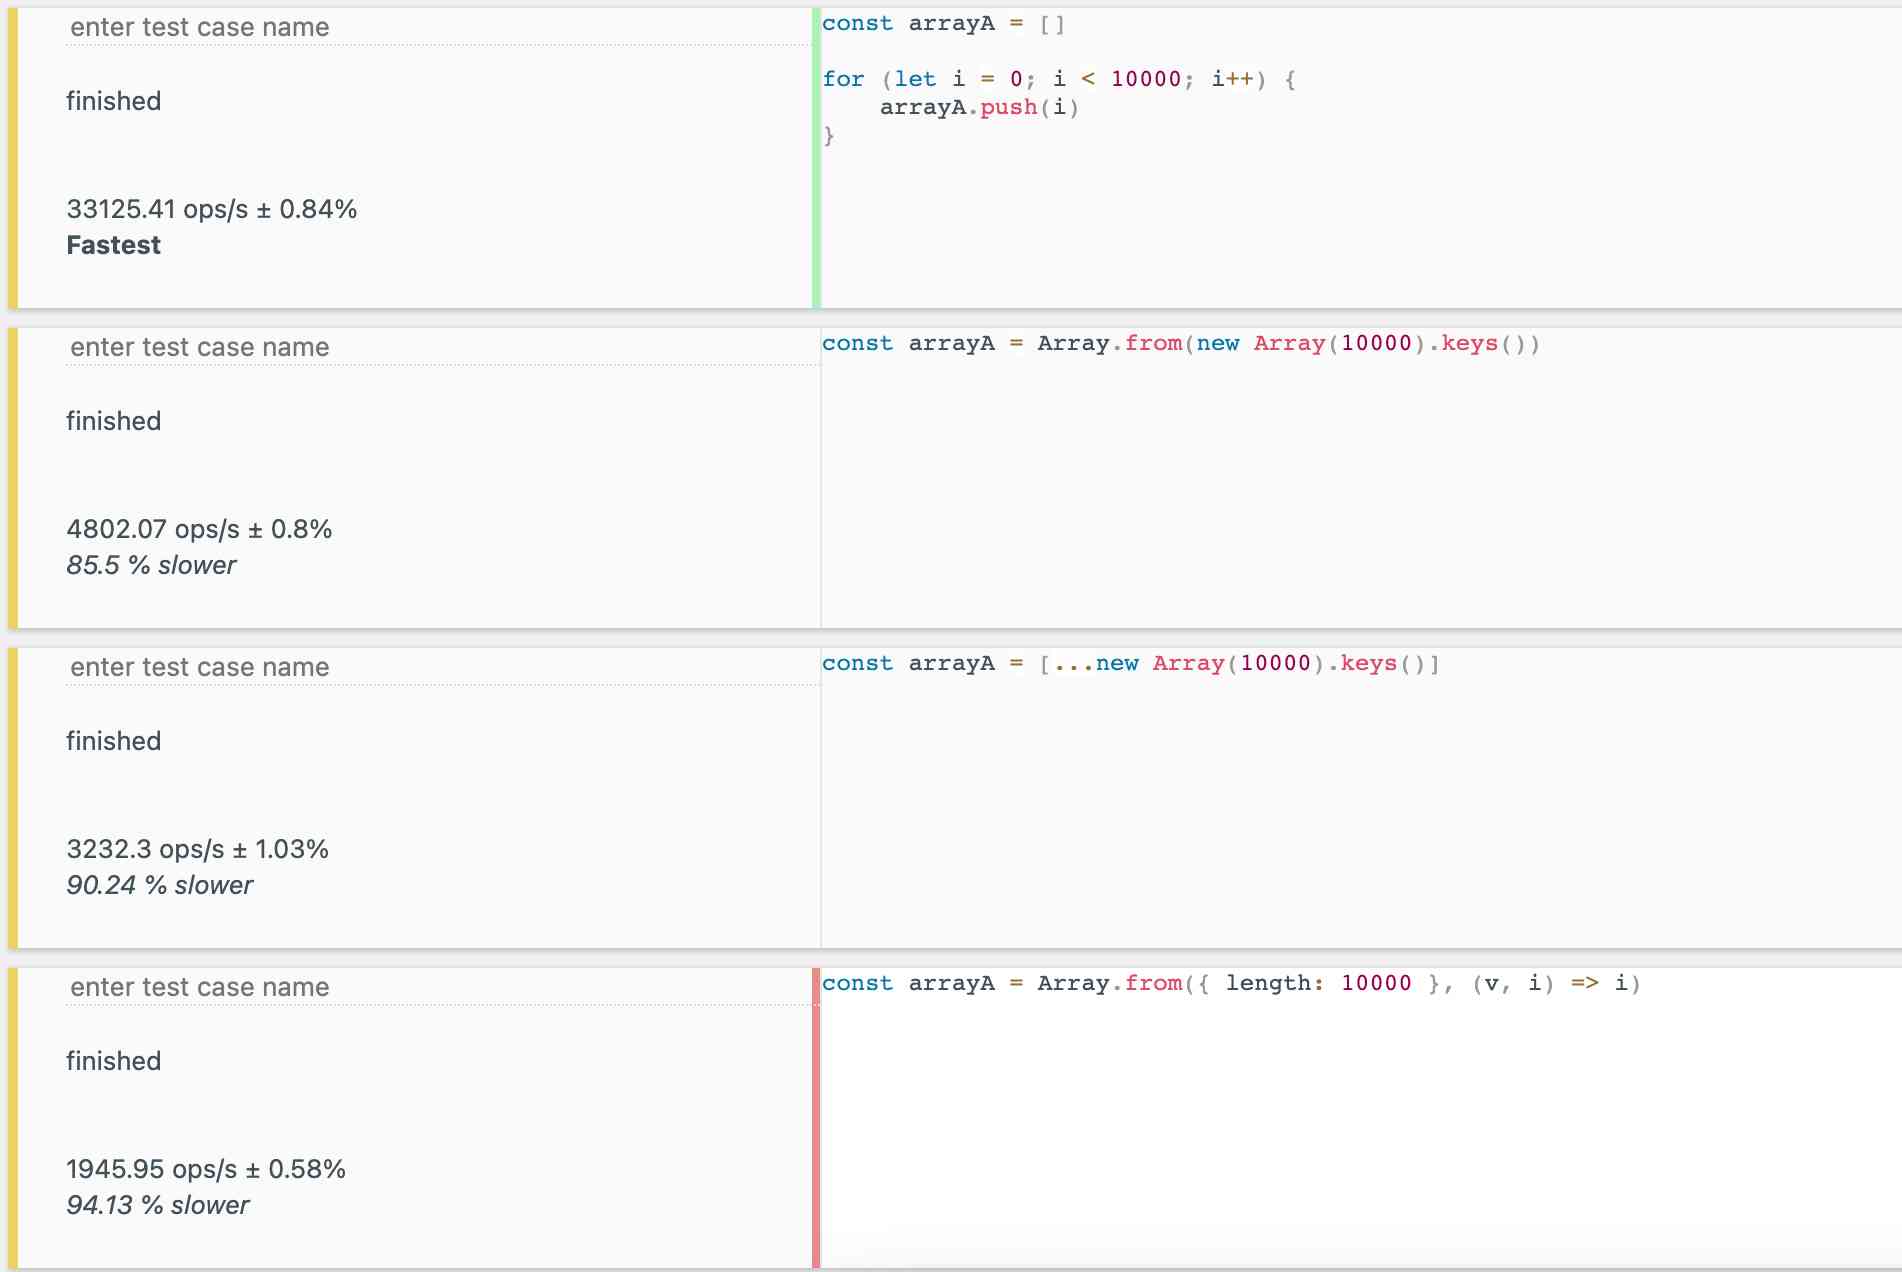 enter test case name
const arrayA = []
for (let i = 0; i < 10000; i++) {
finished
arrayA.push(i)
}
33125.41 ops/s ± 0.84%
Fastest
enter test case name
const arrayA = Array.from(new Array(10000).keys())
finished
4802.07 ops/s ± 0.8%
85.5 % slower
enter test case name
const arrayA = [...new Array(10000).keys()]
finished
3232.3 ops/s ± 1.03%
90.24 % slower
enter test case name
const arrayA = Array.from({ length: 10000 }, (v, i) => i)
finished
1945.95 ops/s ± 0.58%
94.13 % slower